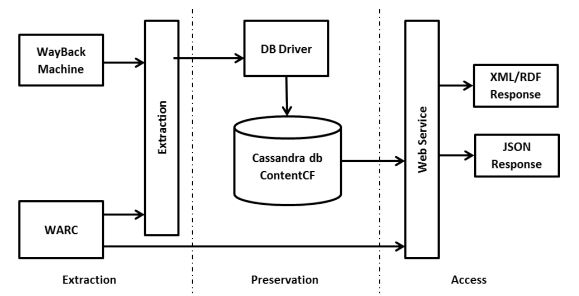 WayBack
Machine
WARC
Extraction
DB Driver
Cassandra db
ContentCF
Web Service
XML/RDF
Response
JSON
Response
Extraction
Preservation
Access